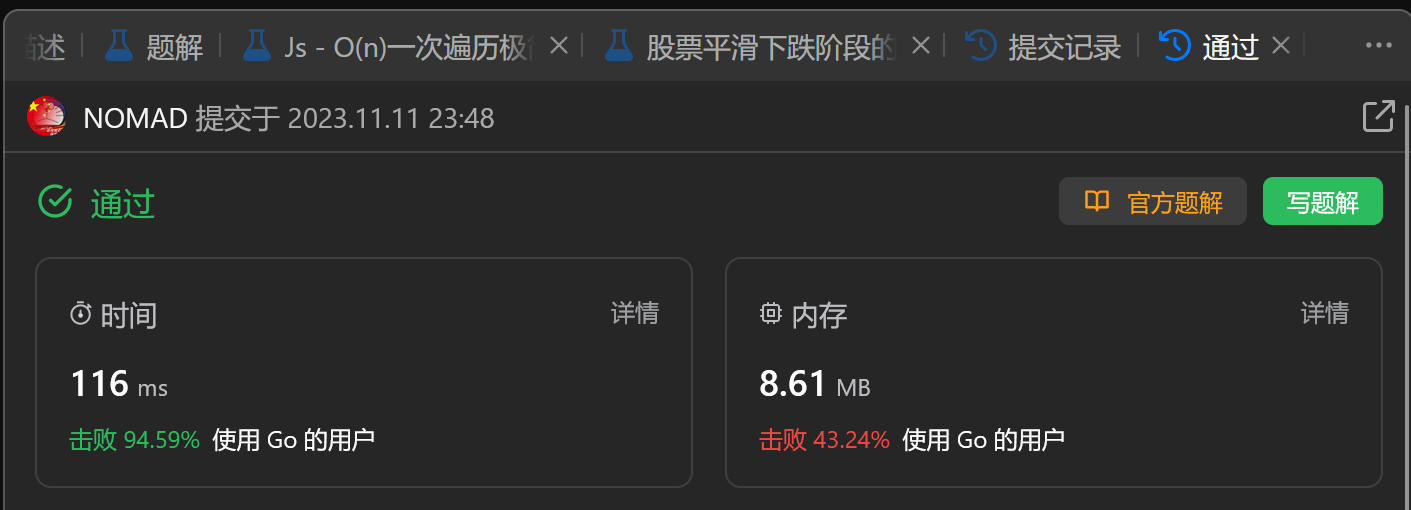 题解
Js - O(n)一次遍历极
股票平滑下跌阶段的
提交记录
通过
NOMAD 提交于 2023.11.11 23:48
通过
官方题解
写题解
时间
详情
116 ms
击败 94.59% 使用 Go 的用户
内存
详情
8.61 MB
击败 43.24% 使用 Go 的用户